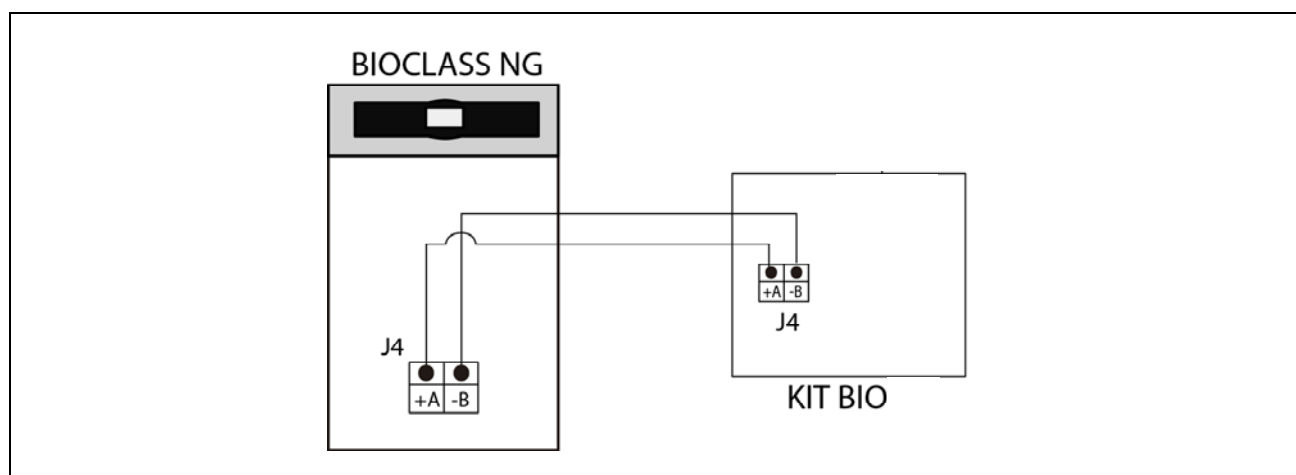 BIOCLASS NG
+A -B
J4
J4
+A -B
KIT BIO